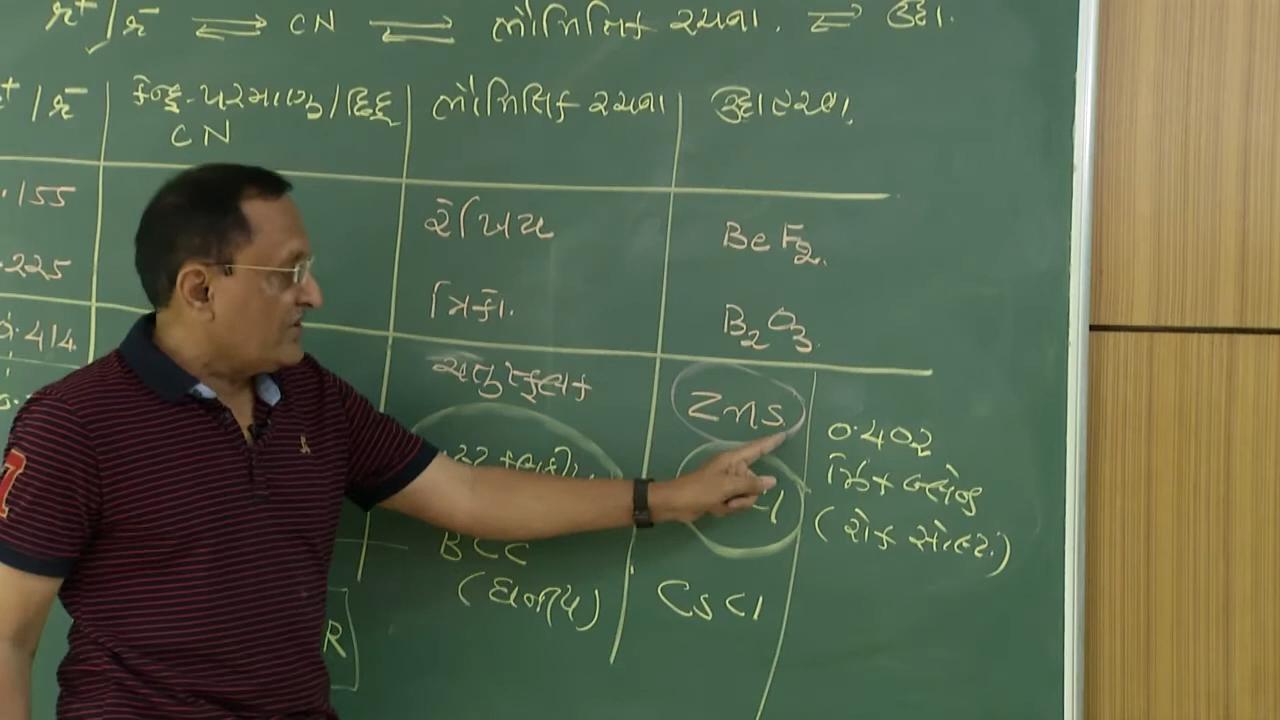 r⁺/r⁻ ⇌ CN ⇌ ભૌમિતિક રચના. ⇌ ઉદા.
r⁺/r⁻ કેન્દ્ર-પરમાણુ/બિંદુ ભૌમિતિક રચના ઉદાહરણ.
CN
.155 રેખિય BeF₂.
.225 ત્રિકો. B₂O₃.
0.414 ચતુષ્ફલક ZnS.
0.402
ઝિંક બ્લેન્ડ
(રોક સોલ્ટ)
BCC
(ઘનીય) CsCl
R